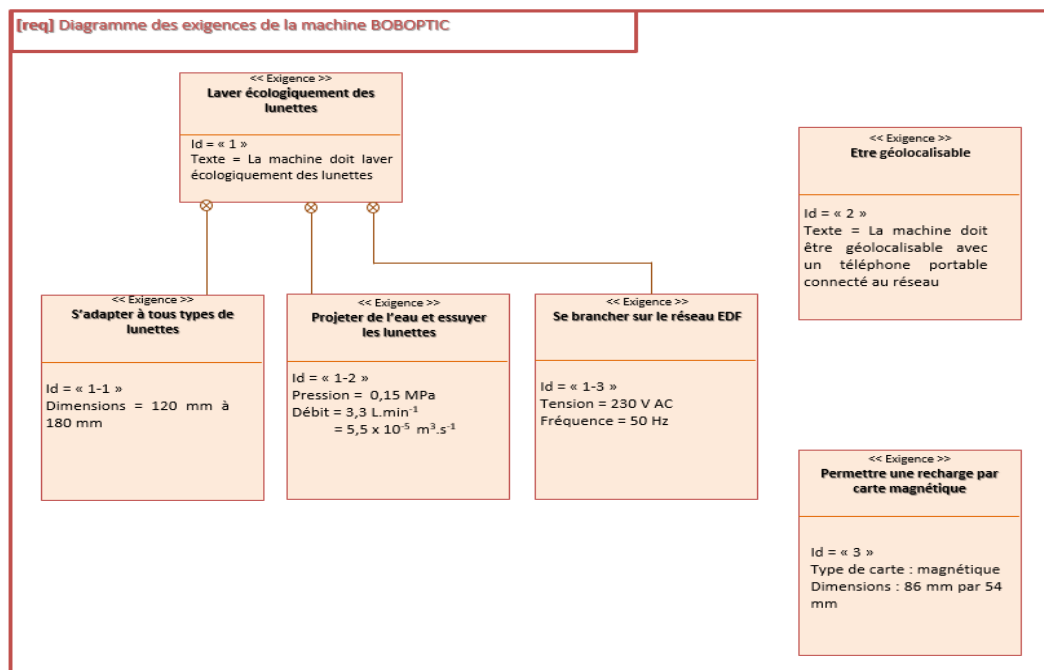 [req] Diagramme des exigences de la machine BOBOPTIC
<< Exigence >>
Laver écologiquement des
lunettes
Id = « 1 »
Texte = La machine doit laver
écologiquement des lunettes
<< Exigence >>
Etre géolocalisable
Id = « 2 »
Texte = La machine doit
être géolocalisable avec
un téléphone portable
connecté au réseau
<< Exigence >>
S'adapter à tous types de
lunettes
Id = « 1-1 »
Dimensions = 120 mm à
180 mm
<< Exigence >>
Projeter de l'eau et essuyer
les lunettes
Id = « 1-2 »
Pression = 0,15 MPa
Débit = 3,3 L.min⁻¹
= 5,5 x 10⁻⁵ m³.s⁻¹
<< Exigence >>
Se brancher sur le réseau EDF
Id = « 1-3 »
Tension = 230 V AC
Fréquence = 50 Hz
<< Exigence >>
Permettre une recharge par
carte magnétique
Id = « 3 »
Type de carte : magnétique
Dimensions : 86 mm par 54
mm